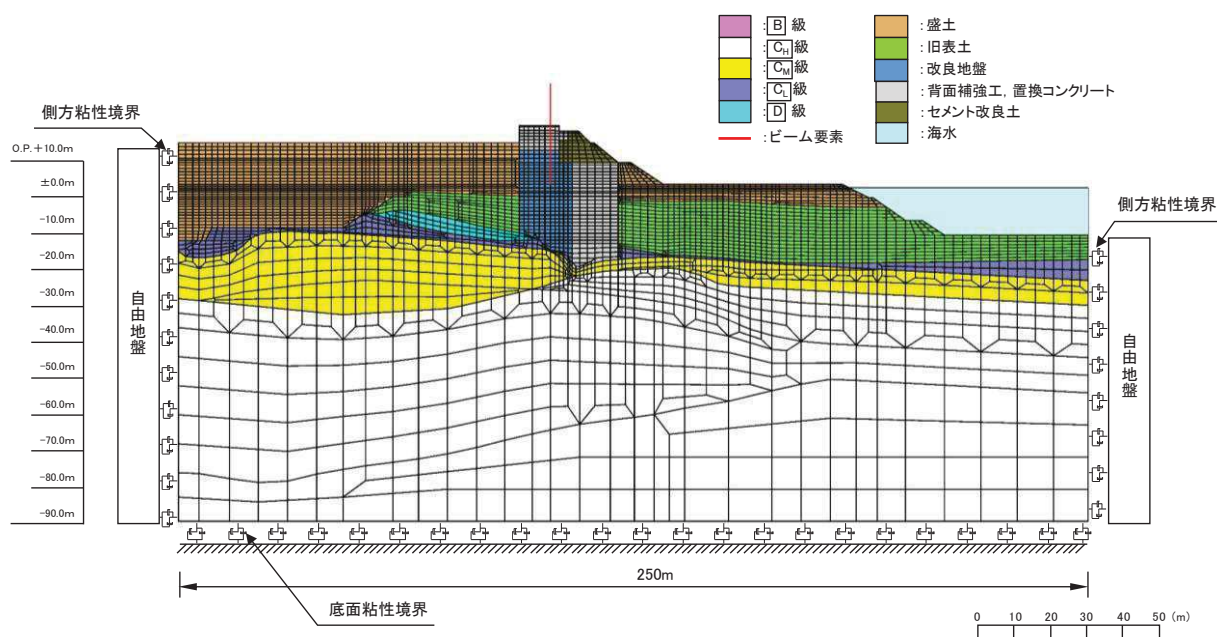 :B 級
:CH級
:CM級
:CL級
:D 級
:ビーム要素
:盛土
:旧表土
:改良地盤
:背面補強工, 置換コンクリート
:セメント改良土
:海水
側方粘性境界
O.P.+10.0m
±0.0m
-10.0m
-20.0m
-30.0m
-40.0m
-50.0m
-60.0m
-70.0m
-80.0m
-90.0m
自由地盤
側方粘性境界
自由地盤
250m
底面粘性境界
0 10 20 30 40 50 (m)